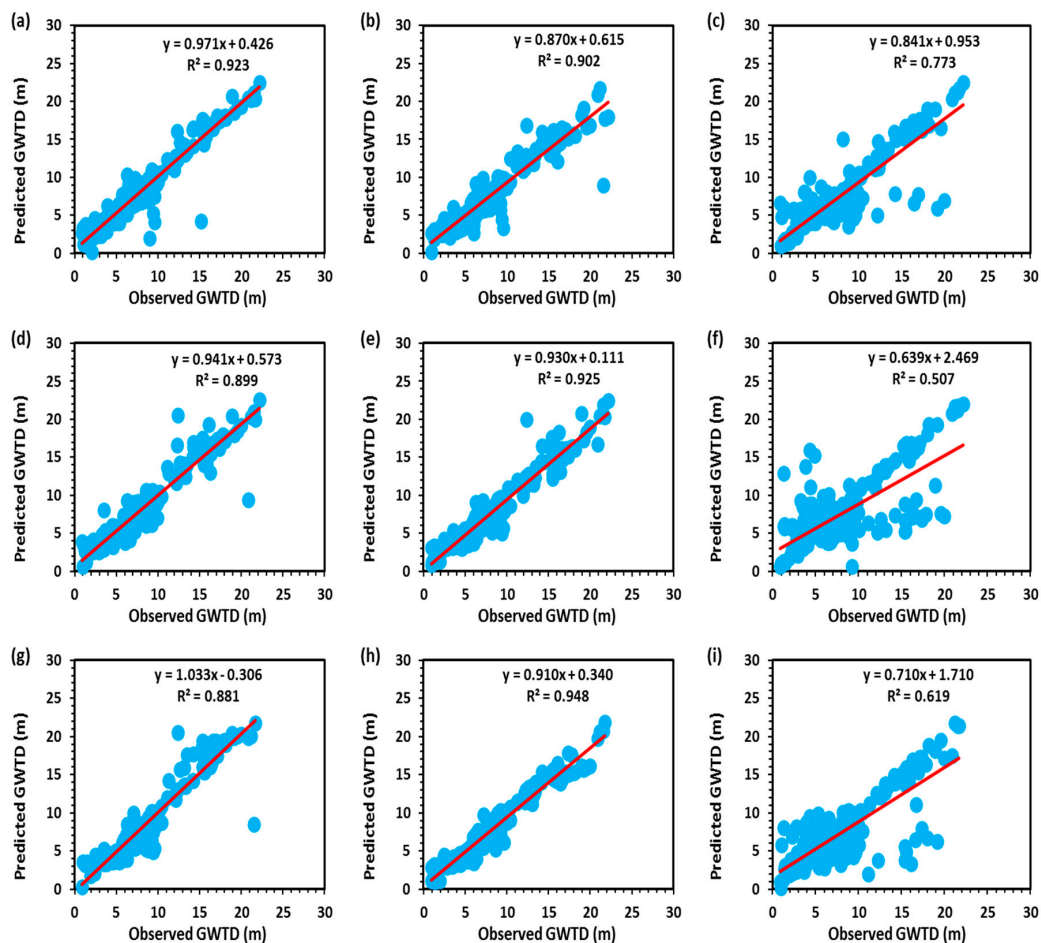 (a)
y = 0.971x + 0.426
R² = 0.923
30
25
20
15
10
5
0
0 5 10 15 20 25 30
Predicted GWTD (m)
Observed GWTD (m)
(b)
y = 0.870x + 0.615
R² = 0.902
30
25
20
15
10
5
0
0 5 10 15 20 25 30
Predicted GWTD (m)
Observed GWTD (m)
(c)
y = 0.841x + 0.953
R² = 0.773
30
25
20
15
10
5
0
0 5 10 15 20 25 30
Predicted GWTD (m)
Observed GWTD (m)
(d)
y = 0.941x + 0.573
R² = 0.899
30
25
20
15
10
5
0
0 5 10 15 20 25 30
Predicted GWTD (m)
Observed GWTD (m)
(e)
y = 0.930x + 0.111
R² = 0.925
30
25
20
15
10
5
0
0 5 10 15 20 25 30
Predicted GWTD (m)
Observed GWTD (m)
(f)
y = 0.639x + 2.469
R² = 0.507
30
25
20
15
10
5
0
0 5 10 15 20 25 30
Predicted GWTD (m)
Observed GWTD (m)
(g)
y = 1.033x - 0.306
R² = 0.881
30
25
20
15
10
5
0
0 5 10 15 20 25 30
Predicted GWTD (m)
Observed GWTD (m)
(h)
y = 0.910x + 0.340
R² = 0.948
30
25
20
15
10
5
0
0 5 10 15 20 25 30
Predicted GWTD (m)
Observed GWTD (m)
(i)
y = 0.710x + 1.710
R² = 0.619
30
25
20
15
10
5
0
0 5 10 15 20 25 30
Predicted GWTD (m)
Observed GWTD (m)